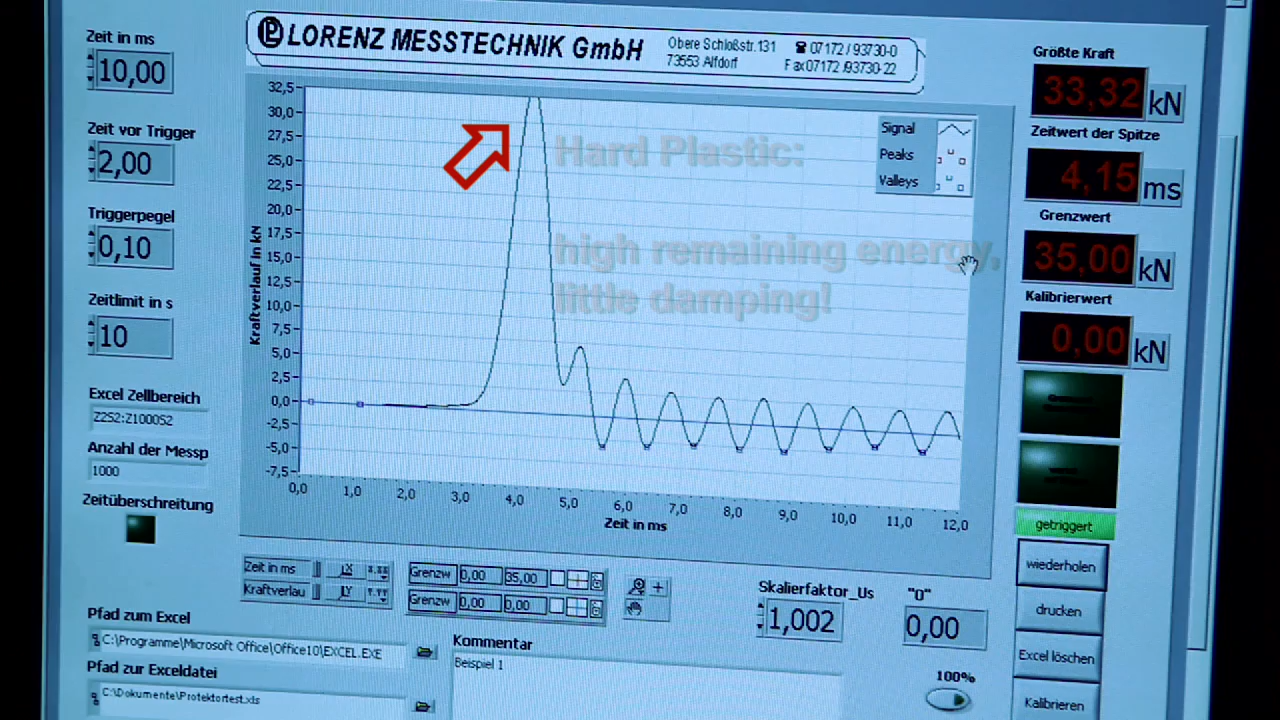 Zeit in ms
10,00
Zeit vor Trigger
2,00
Triggerpegel
0,10
Zeitlimit in s
10
Excel Zellbereich
Z2S2:Z1000S2
Anzahl der Messp
1000
Zeitüberschreitung
LORENZ MESSTECHNIK GmbH
Obere Schloßstr.131
73553 Alfdorf
☎ 07172 / 93730-0
Fax07172 /93730-22
Kraftverlauf in kN
32,5
30,0
27,5
25,0
22,5
20,0
17,5
15,0
12,5
10,0
7,5
5,0
2,5
0,0
-2,5
-5,0
-7,5
0,0 1,0 2,0 3,0 4,0 5,0 6,0 7,0 8,0 9,0 10,0 11,0 12,0
Zeit in ms
Signal
Peaks
Valleys
Hard Plastic:
high remaining energy,
little damping!
Größte Kraft
33,32 kN
Zeitwert der Spitze
4,15 ms
Grenzwert
35,00 kN
Kalibrierwert
0,00 kN
getriggert
wiederholen
drucken
Excel löschen
Kalibrieren
Zeit in ms
Kraftverlau
Grenzw 0,00 35,00
Grenzw 0,00 0,00
Skalierfaktor_Us
1,002
"0"
0,00
Pfad zum Excel
C:\Programme\Microsoft Office\Office10\EXCEL.EXE
Pfad zur Exceldatei
C:\Dokumente\Protektortest.xls
Kommentar
Beispiel 1
100%